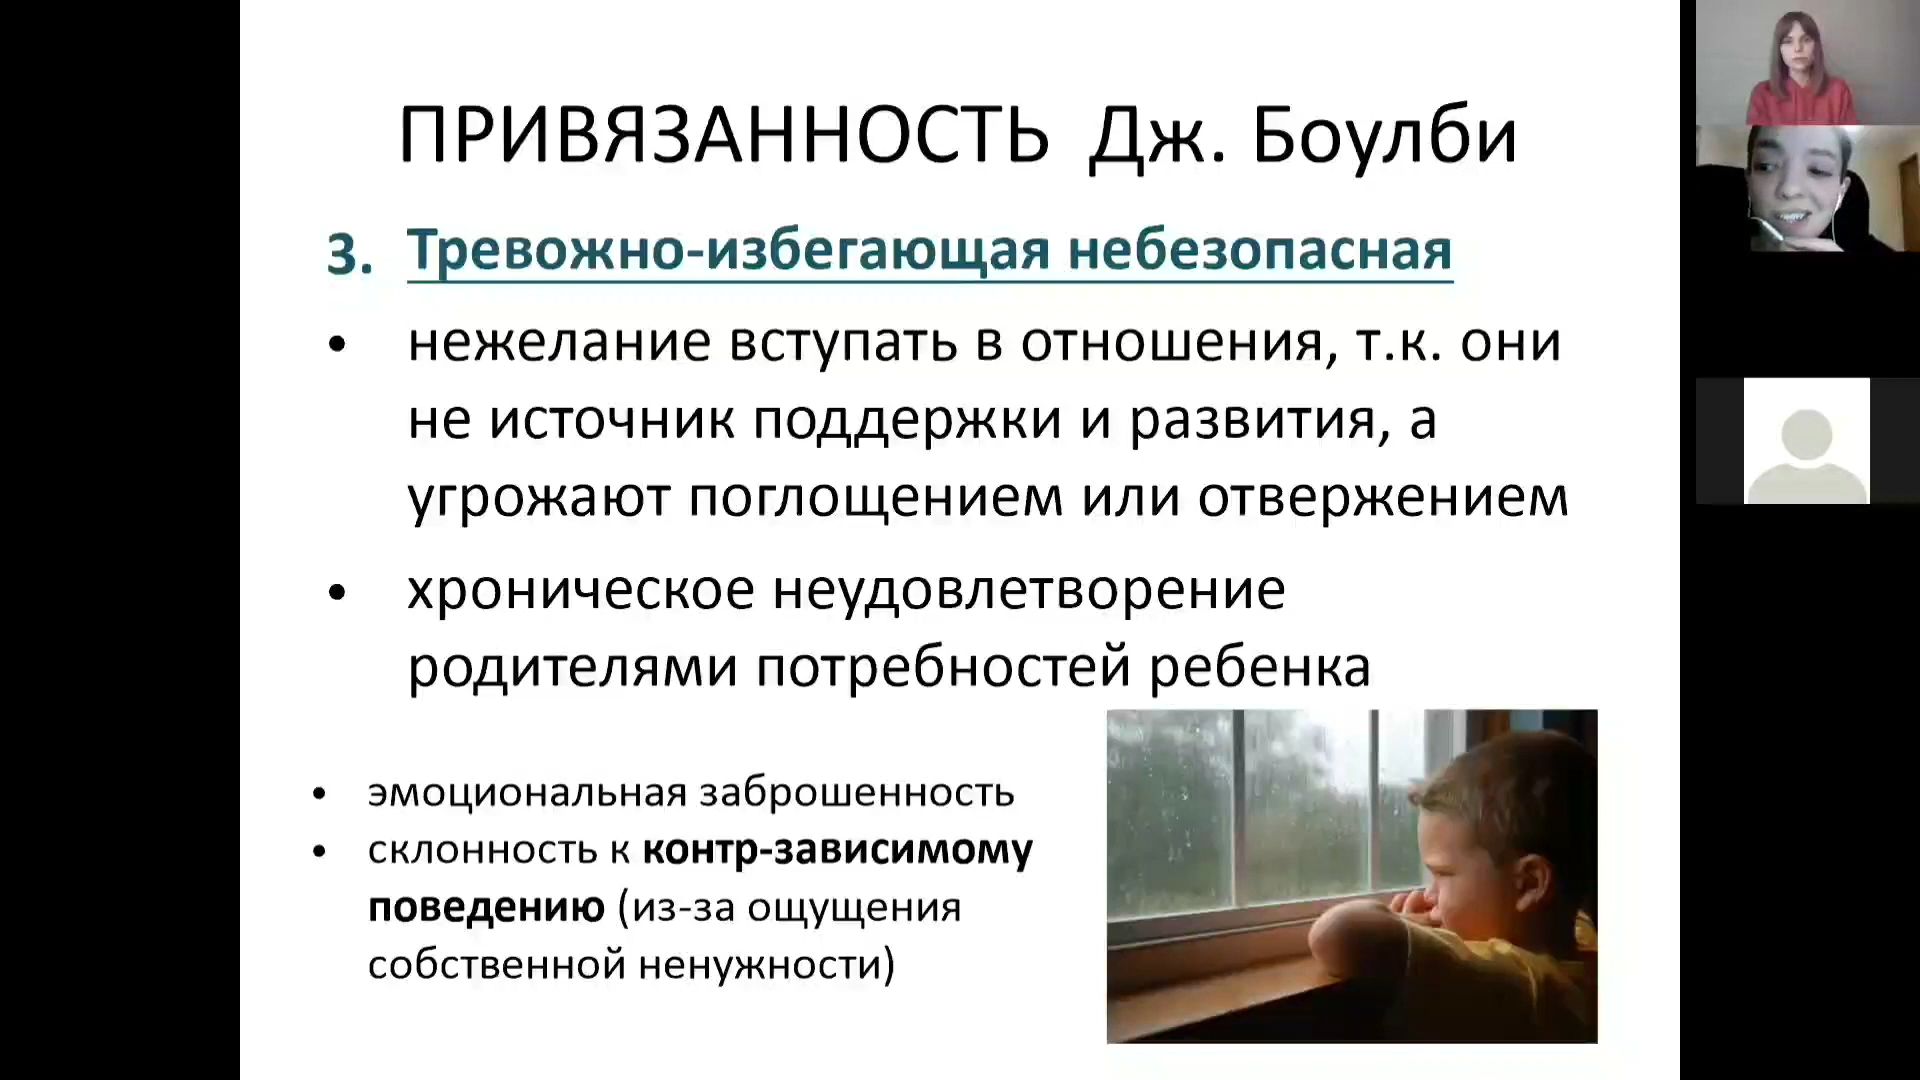 ПРИВЯЗАННОСТЬ Дж. Боулби
3. Тревожно-избегающая небезопасная
• нежелание вступать в отношения, т.к. они
не источник поддержки и развития, а
угрожают поглощением или отвержением
• хроническое неудовлетворение
родителями потребностей ребенка
• эмоциональная заброшенность
• склонность к контр-зависимому
поведению (из-за ощущения
собственной ненужности)